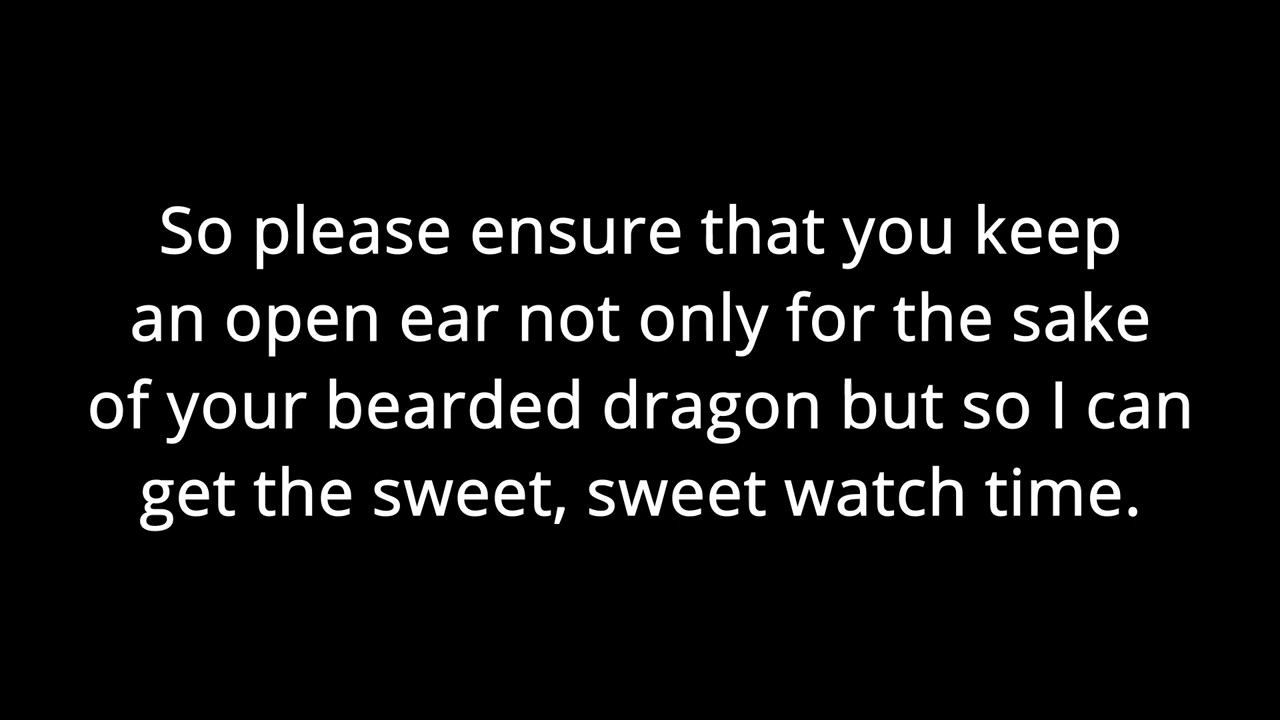 So please ensure that you keep
an open ear not only for the sake
of your bearded dragon but so I can
get the sweet, sweet watch time.